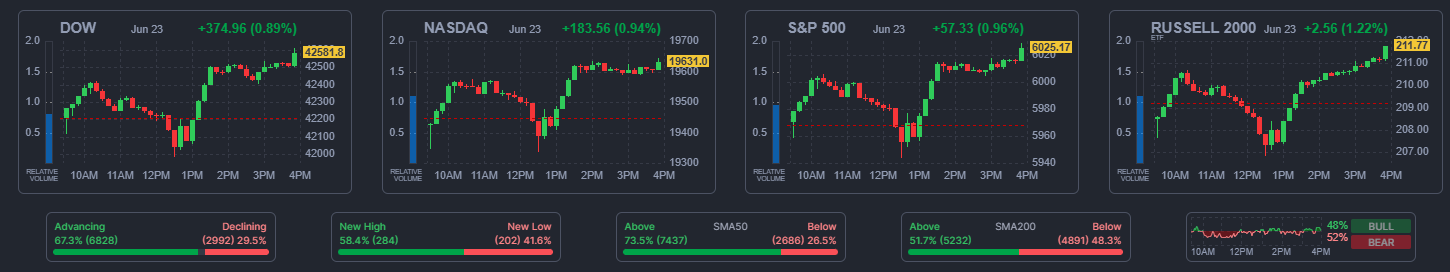 DOW Jun 23 +374.96 (0.89%)
2.0
1.5
1.0
0.5
42581.8
42500
42400
42300
42200
42100
42000
RELATIVE
VOLUME
10AM 11AM 12PM 1PM 2PM 3PM 4PM
NASDAQ Jun 23 +183.56 (0.94%)
2.0
1.5
1.0
0.5
19700
19631.0
19600
19500
19400
19300
RELATIVE
VOLUME
10AM 11AM 12PM 1PM 2PM 3PM 4PM
S&P 500 Jun 23 +57.33 (0.96%)
2.0
1.5
1.0
0.5
6025.17
6020
6000
5980
5960
5940
RELATIVE
VOLUME
10AM 11AM 12PM 1PM 2PM 3PM 4PM
RUSSELL 2000 Jun 23 +2.56 (1.22%)
ETF
2.0
1.5
1.0
0.5
212.00
211.77
211.00
210.00
209.00
208.00
207.00
RELATIVE
VOLUME
10AM 11AM 12PM 1PM 2PM 3PM 4PM
Advancing Declining
67.3% (6828) (2992) 29.5%
New High New Low
58.4% (284) (202) 41.6%
Above SMA50 Below
73.5% (7437) (2686) 26.5%
Above SMA200 Below
51.7% (5232) (4891) 48.3%
48% BULL
52% BEAR
10AM 12PM 2PM 4PM